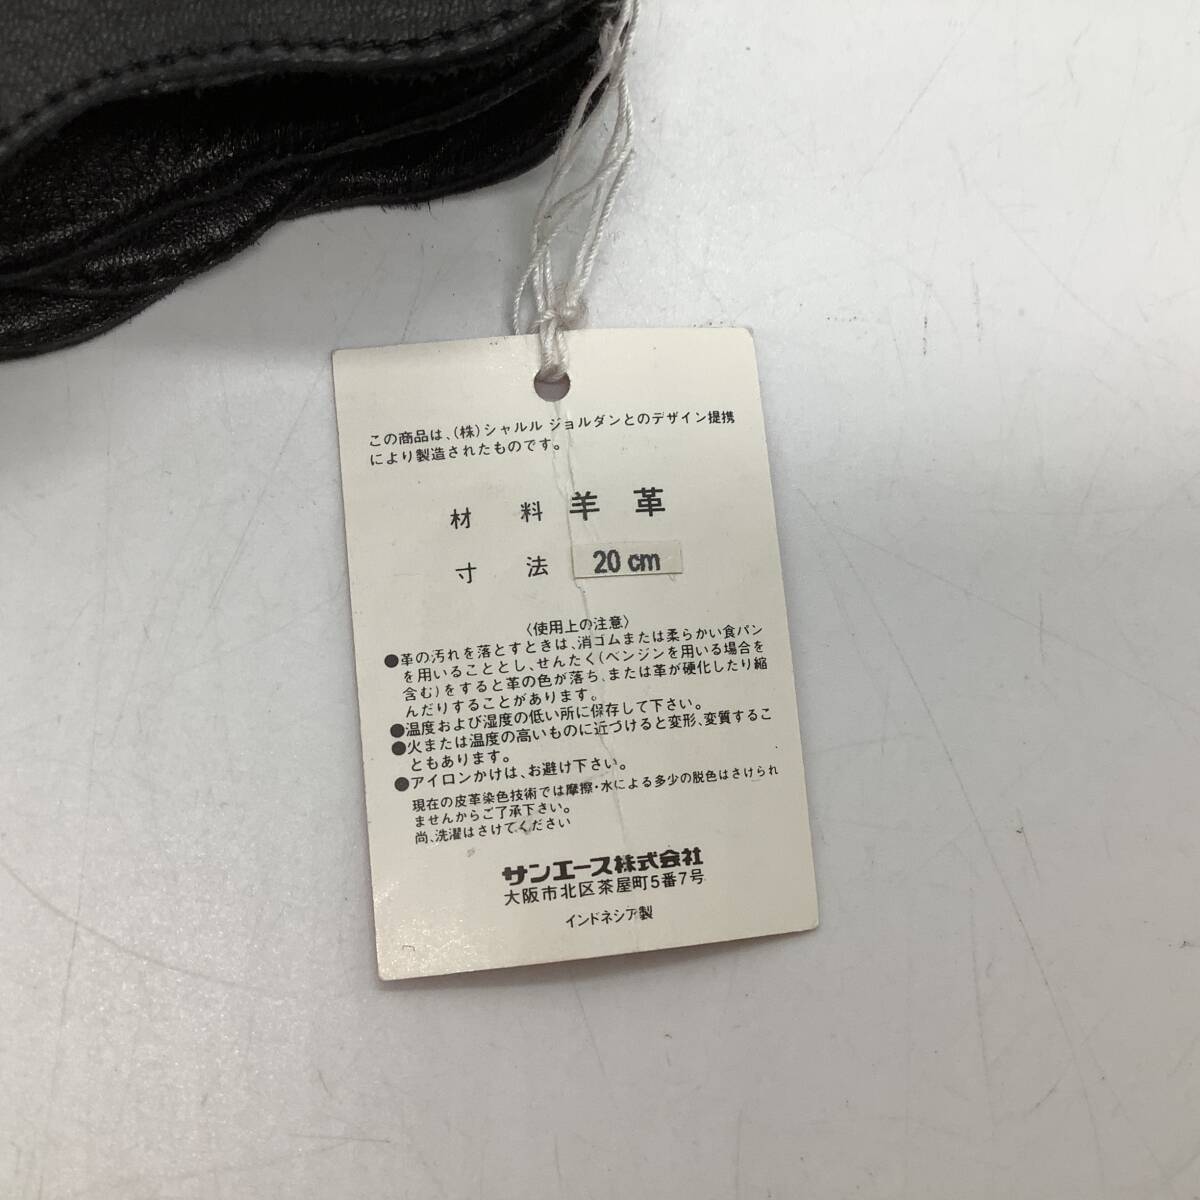 この商品は、(株)シャルル ジョルダンとのデザイン提携
により製造されたものです。
材 料 羊 革
寸 法 20 cm
〈使用上の注意〉
●革の汚れを落とすときは、消ゴムまたは柔らかい食パン
を用いることとし、せんたく(ベンジンを用いる場合を
含む)をすると革の色が落ち、または革が硬化したり縮
んだりすることがあります。
●温度および湿度の低い所に保存して下さい。
●火または温度の高いものに近づけると変形、変質するこ
ともあります。
●アイロンかけは、お避け下さい。
現在の皮革染色技術では摩擦・水による多少の脱色はさけられ
ませんからご了承下さい。
尚、洗濯はさけてください
サンエース株式会社
大阪市北区茶屋町5番7号
インドネシア製